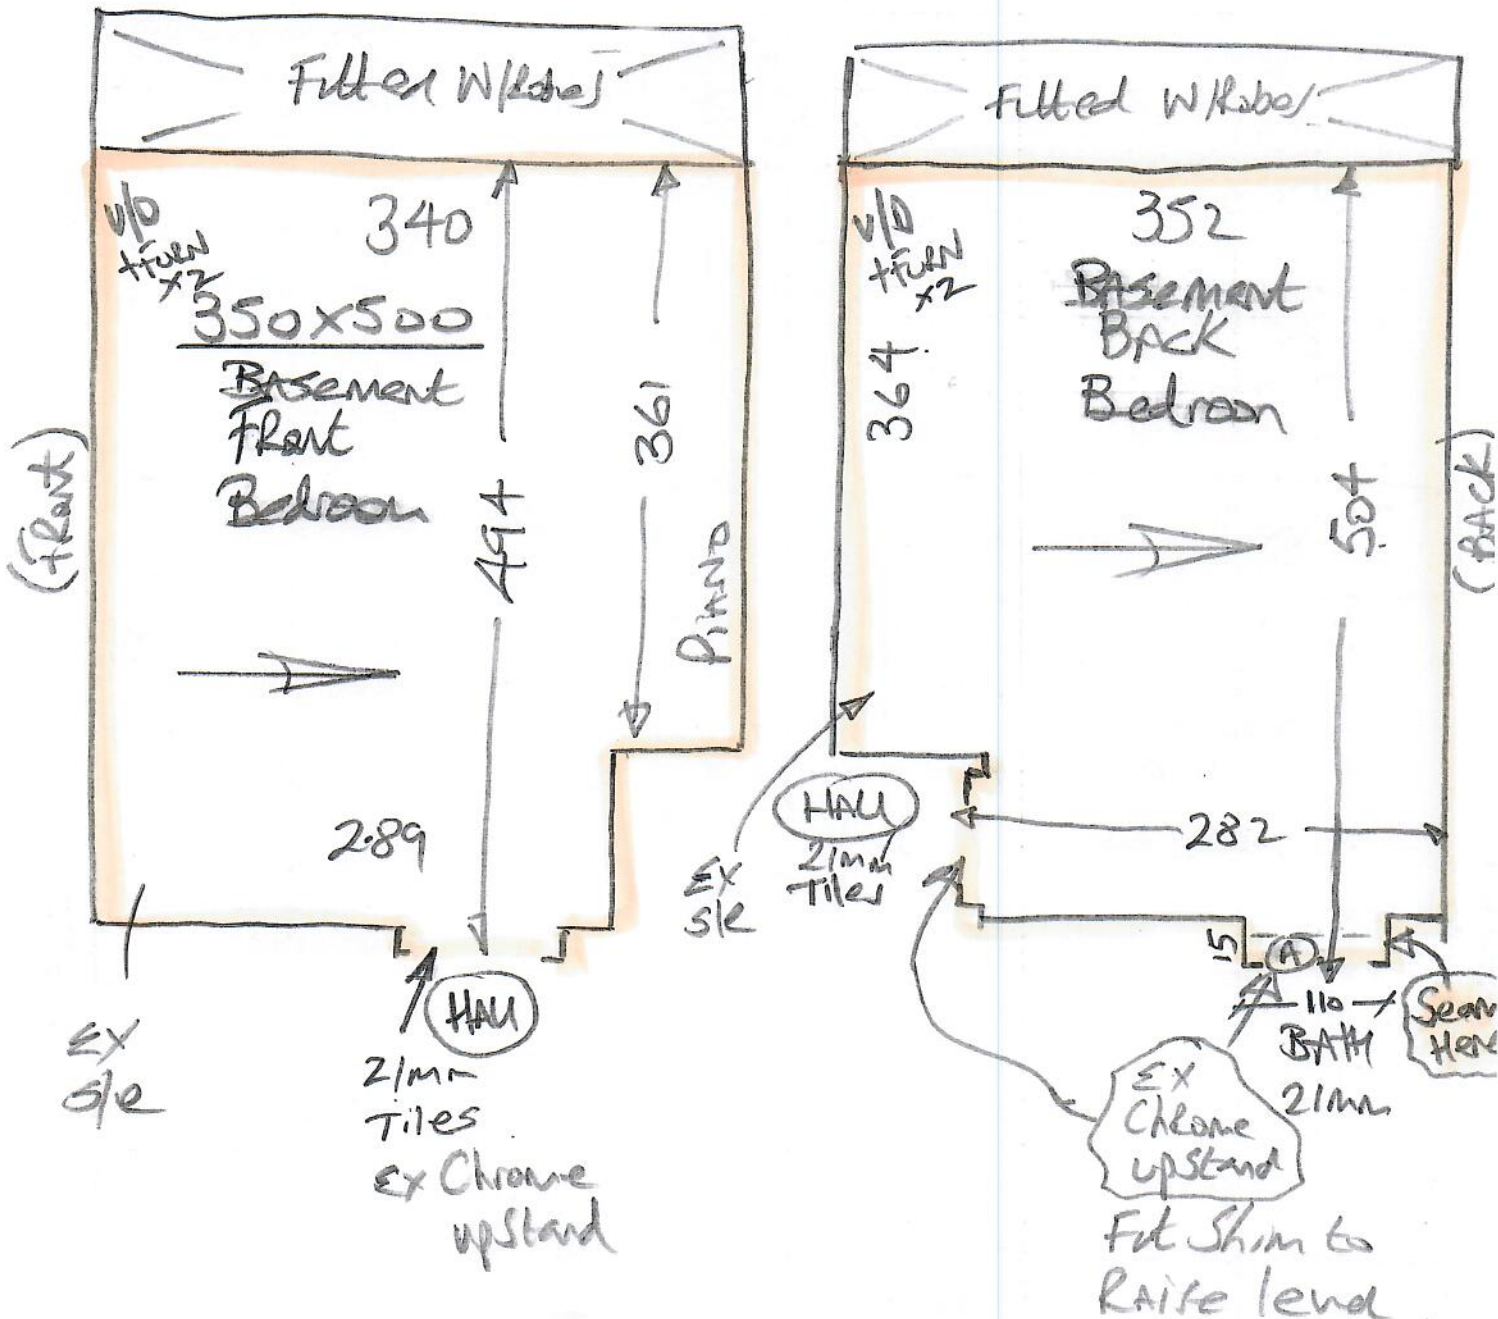 Fitted W/Robes
340
U/D
+FURN
x2
350x500
Basement
Front
Bedroom
(Front)
494
361
PIANO
289
EX
S/R
HALL
21mm
Tiles
EX Chrome
upstand
Fitted W/Robes
352
U/D
+FURN
x2
Basement
Back
Bedroom
364
504
(BACK)
HALL
21mm
Tiles
EX
S/R
282
15
A
110
BATH
21mm
Seam
Here
EX
Chrome
upstand
Fit Shim to
Raise level